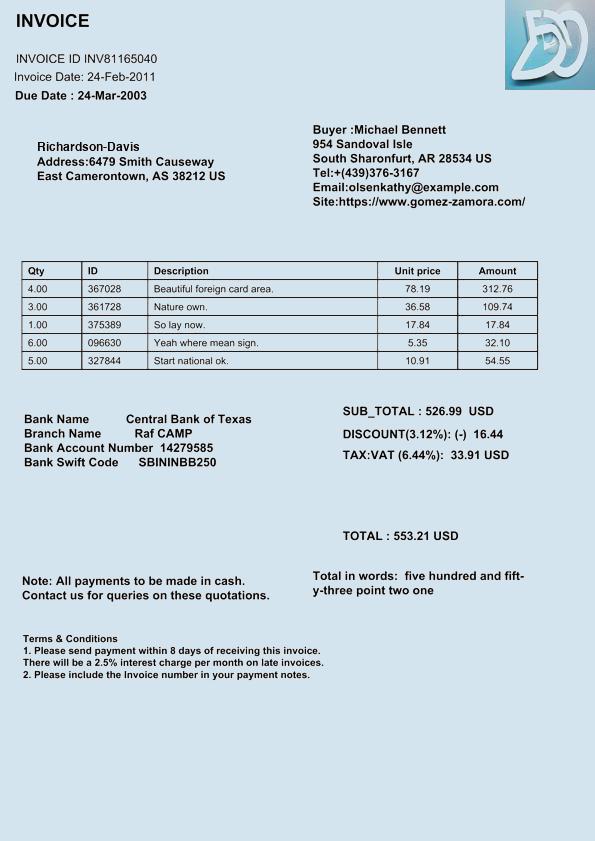 INVOICE
INVOICE ID INV81165040
Invoice Date: 24-Feb-2011
Due Date : 24-Mar-2003
Richardson-Davis
Address:6479 Smith Causeway
East Camerontown, AS 38212 US
Buyer :Michael Bennett
954 Sandoval Isle
South Sharonfurt, AR 28534 US
Tel:+(439)376-3167
Email:olsenkathy@example.com
Site:https://www.gomez-zamora.com/
Qty ID Description Unit price Amount
4.00 367028 Beautiful foreign card area. 78.19 312.76
3.00 361728 Nature own. 36.58 109.74
1.00 375389 So lay now. 17.84 17.84
6.00 096630 Yeah where mean sign. 5.35 32.10
5.00 327844 Start national ok. 10.91 54.55
Bank Name Central Bank of Texas
Branch Name Raf CAMP
Bank Account Number 14279585
Bank Swift Code SBININBB250
SUB_TOTAL : 526.99 USD
DISCOUNT(3.12%): (-) 16.44
TAX:VAT (6.44%): 33.91 USD
TOTAL : 553.21 USD
Total in words: five hundred and fift-
y-three point two one
Note: All payments to be made in cash.
Contact us for queries on these quotations.
Terms & Conditions
1. Please send payment within 8 days of receiving this invoice.
There will be a 2.5% interest charge per month on late invoices.
2. Please include the Invoice number in your payment notes.